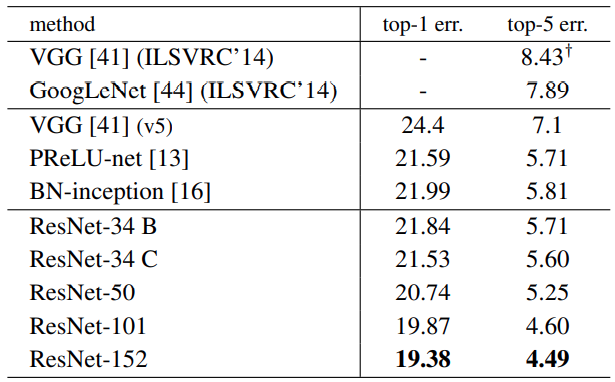 method top-1 err. top-5 err.
VGG [41] (ILSVRC'14) - 8.43†
GoogLeNet [44] (ILSVRC'14) - 7.89
VGG [41] (v5) 24.4 7.1
PReLU-net [13] 21.59 5.71
BN-inception [16] 21.99 5.81
ResNet-34 B 21.84 5.71
ResNet-34 C 21.53 5.60
ResNet-50 20.74 5.25
ResNet-101 19.87 4.60
ResNet-152 19.38 4.49